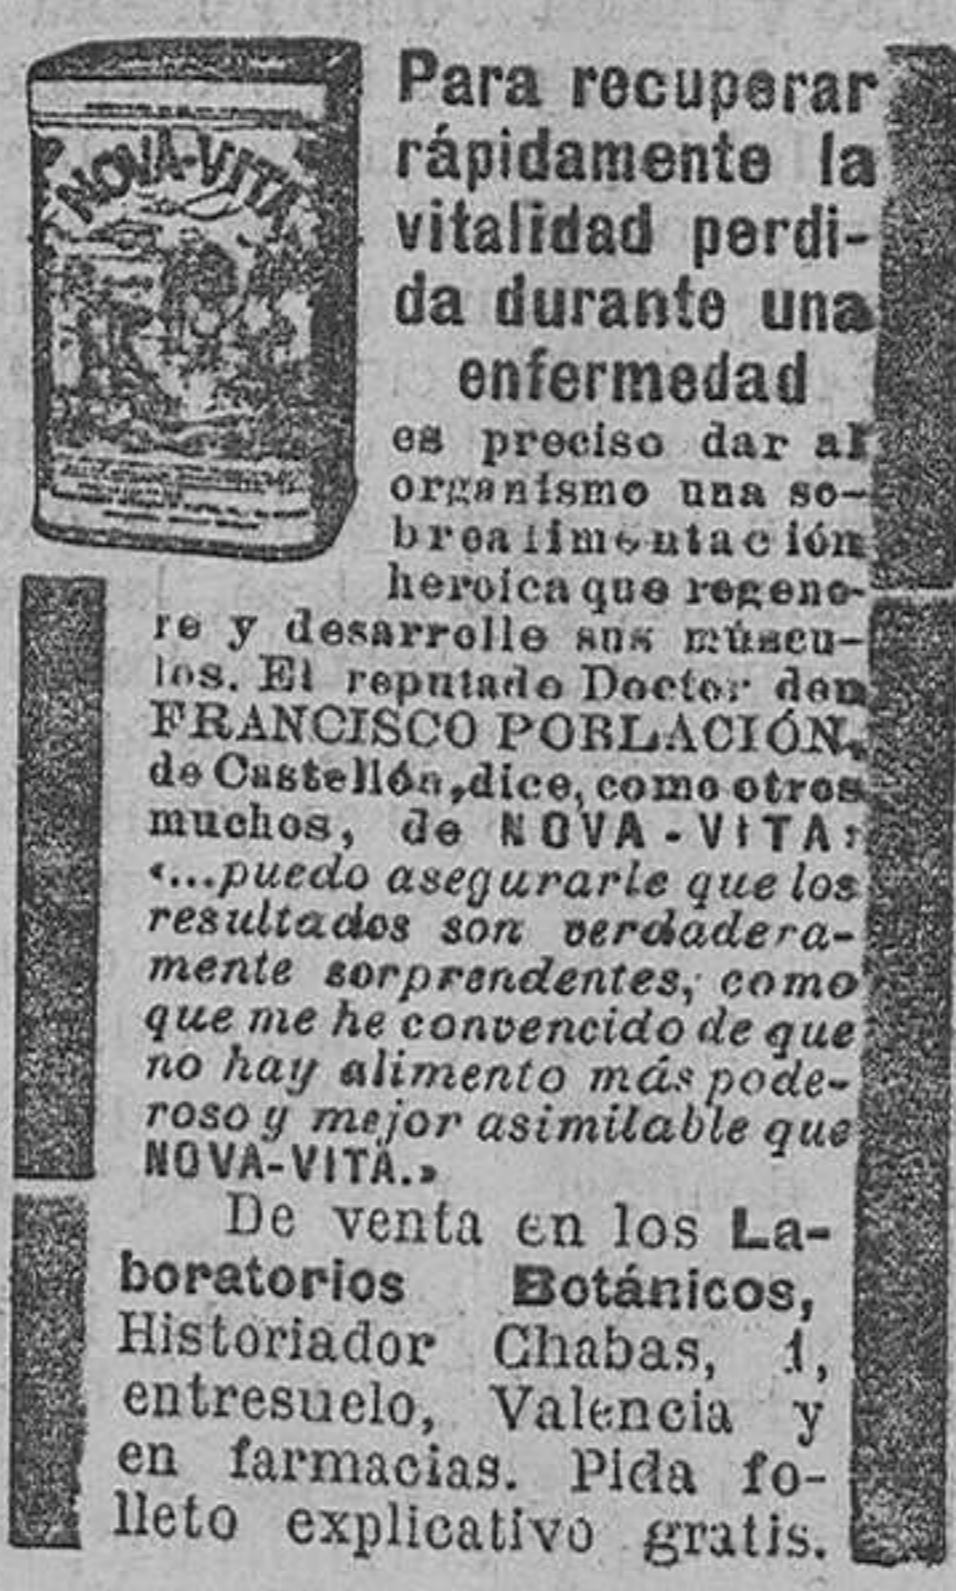 NOVA-VITA
Para recuperar
rápidamente la
vitalidad perdi-
da durante una
enfermedad
es preciso dar al
organismo una so-
brealimentación
heroica que regene-
re y desarrolle sus múscu-
los. El reputado Doctor don
FRANCISCO POBLACIÓN,
de Castellón, dice, como otros
muchos, de NOVA-VITA:
«...puedo asegurarle que los
resultados son verdadera-
mente sorprendentes, como
que me he convencido de que
no hay alimento más pode-
roso y mejor asimilable que
NOVA-VITA.»
De venta en los La-
boratorios Botánicos,
Historiador Chabas, 1,
entresuelo, Valencia y
en farmacias. Pida fo-
lleto explicativo gratis.